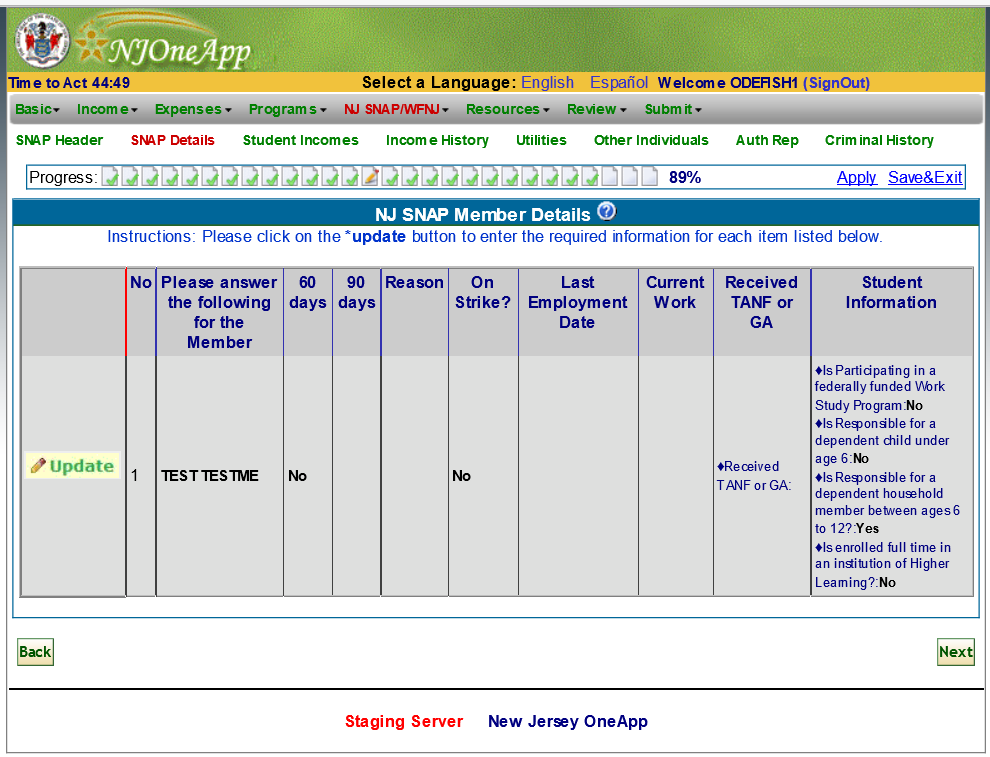 NJOneApp
Time to Act 44:49 Select a Language: English Español Welcome ODEFISH1 (SignOut)
Basic Income Expenses Programs NJ SNAP/WFNJ Resources Review Submit
SNAP Header SNAP Details Student Incomes Income History Utilities Other Individuals Auth Rep Criminal History
Progress: 89% Apply Save&Exit
NJ SNAP Member Details ?
Instructions: Please click on the *update button to enter the required information for each item listed below.
No
Please answer
the following
for the
Member
60
days
90
days
Reason
On
Strike?
Last
Employment
Date
Current
Work
Received
TANF or
GA
Student
Information
Update
1
TEST TESTME
No
No
♦Received
TANF or GA:
♦Is Participating in a
federally funded Work
Study Program:No
♦Is Responsible for a
dependent child under
age 6:No
♦Is Responsible for a
dependent household
member between ages 6
to 12?:Yes
♦Is enrolled full time in
an institution of Higher
Learning?:No
Back
Next
Staging Server New Jersey OneApp